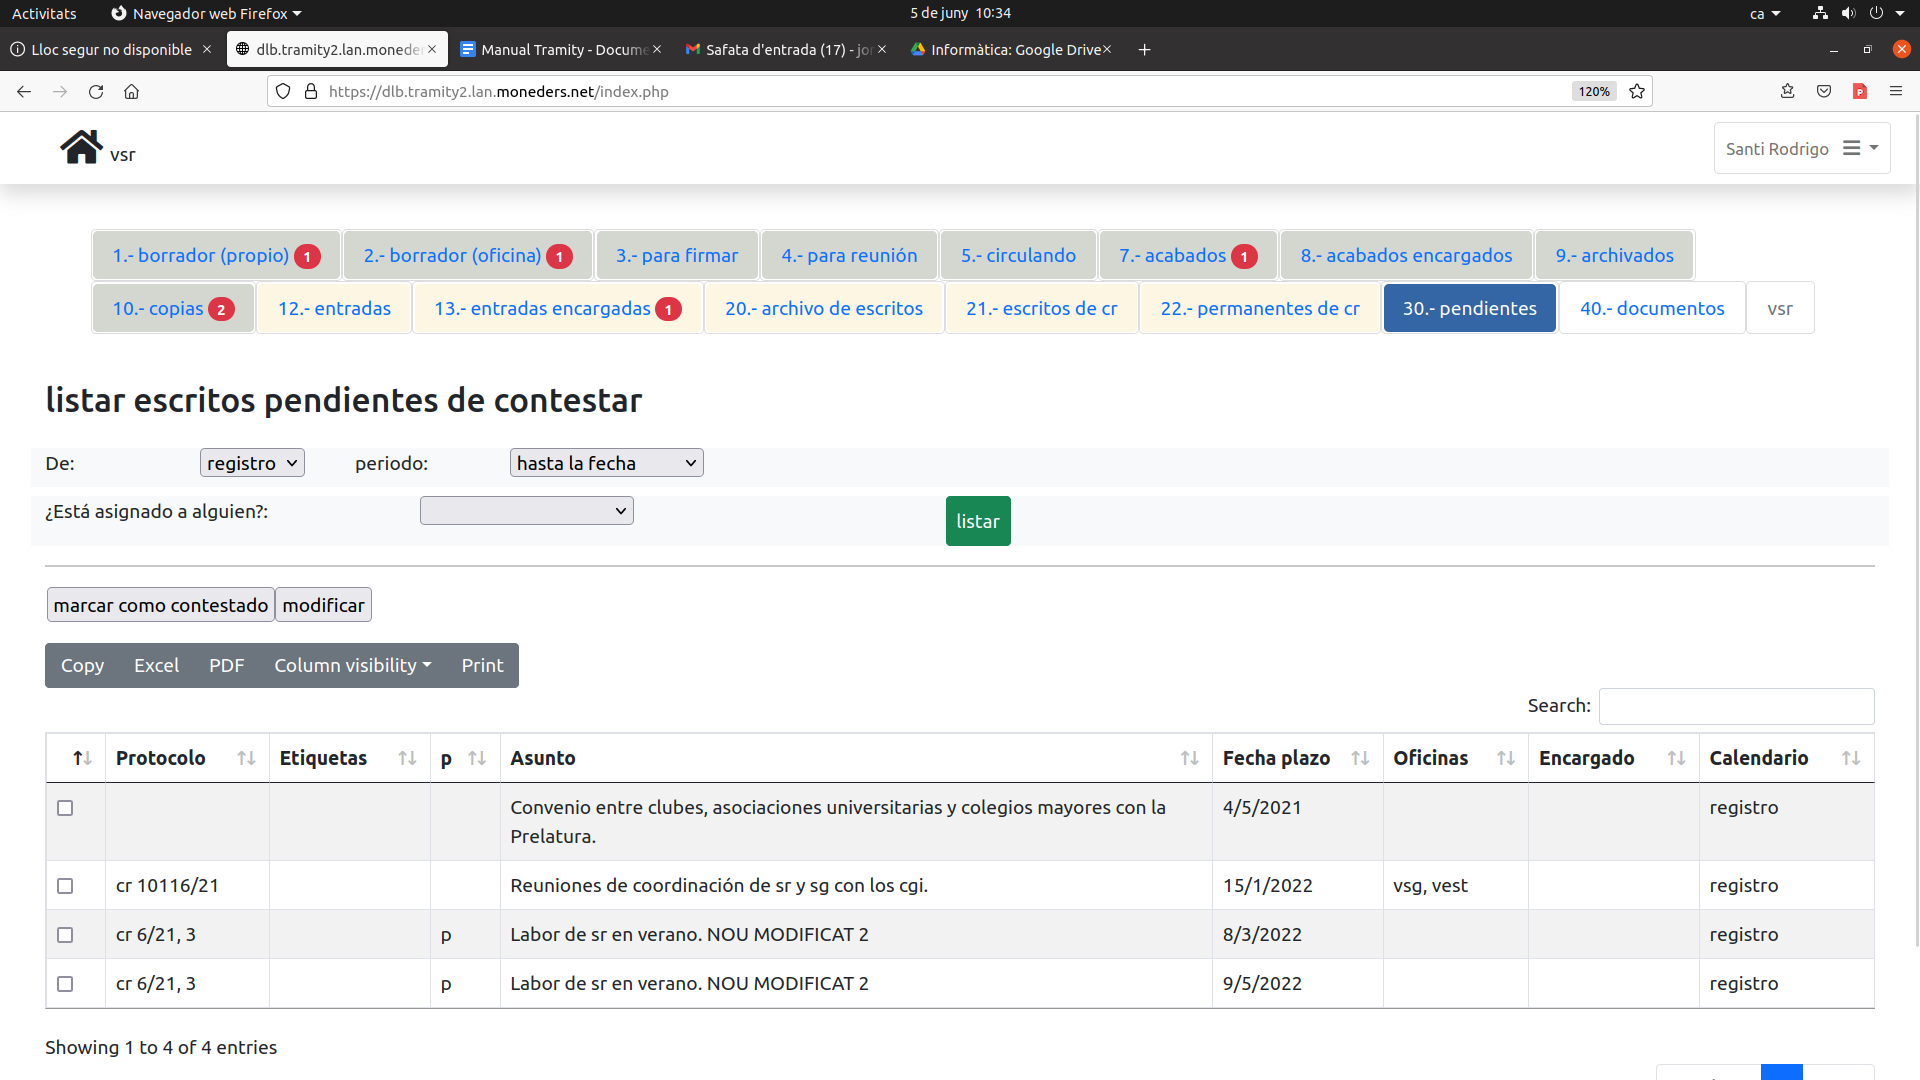 Activitats Navegador web Firefox 5 de juny 10:34 ca
Lloc segur no disponible dlb.tramity2.lan.moneder Manual Tramity - Docume Safata d'entrada (17) - jor Informàtica: Google Drive
https://dlb.tramity2.lan.moneders.net/index.php 120%
vsr Santi Rodrigo
1.- borrador (propio) 1 2.- borrador (oficina) 1 3.- para firmar 4.- para reunión 5.- circulando 7.- acabados 1 8.- acabados encargados 9.- archivados
10.- copias 2 12.- entradas 13.- entradas encargadas 1 20.- archivo de escritos 21.- escritos de cr 22.- permanentes de cr 30.- pendientes 40.- documentos vsr
listar escritos pendientes de contestar
De: registro periodo: hasta la fecha
¿Está asignado a alguien?: listar
marcar como contestado modificar
Copy Excel PDF Column visibility Print
Search:
Protocolo Etiquetas p Asunto Fecha plazo Oficinas Encargado Calendario
Convenio entre clubes, asociaciones universitarias y colegios mayores con la 4/5/2021 registro
Prelatura.
cr 10116/21 Reuniones de coordinación de sr y sg con los cgi. 15/1/2022 vsg, vest registro
cr 6/21, 3 p Labor de sr en verano. NOU MODIFICAT 2 8/3/2022 registro
cr 6/21, 3 p Labor de sr en verano. NOU MODIFICAT 2 9/5/2022 registro
Showing 1 to 4 of 4 entries